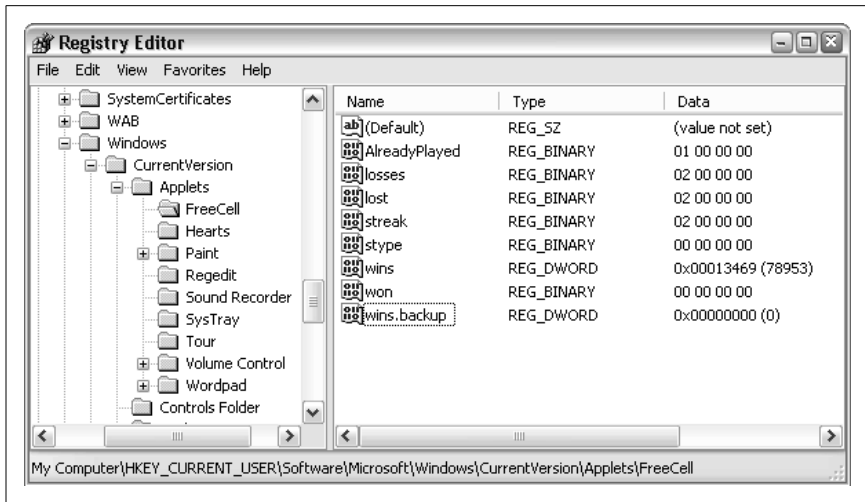 Registry Editor
File Edit View Favorites Help
SystemCertificates
WAB
Windows
CurrentVersion
Applets
FreeCell
Hearts
Paint
Regedit
Sound Recorder
SysTray
Tour
Volume Control
Wordpad
Controls Folder
Name Type Data
(Default) REG_SZ (value not set)
AlreadyPlayed REG_BINARY 01 00 00 00
losses REG_BINARY 02 00 00 00
lost REG_BINARY 02 00 00 00
streak REG_BINARY 02 00 00 00
stype REG_BINARY 00 00 00 00
wins REG_DWORD 0x00013469 (78953)
won REG_BINARY 00 00 00 00
wins.backup REG_DWORD 0x00000000 (0)
My Computer\HKEY_CURRENT_USER\Software\Microsoft\Windows\CurrentVersion\Applets\FreeCell